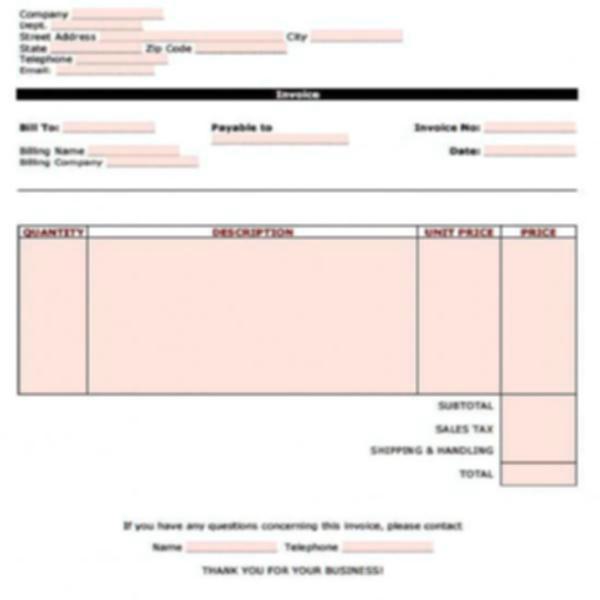 Company
Dept.
Street Address City
State Zip Code
Telephone
Email:
Invoice
Bill To: Payable to Invoice No:
Billing Name Date:
Billing Company
QUANTITY DESCRIPTION UNIT PRICE PRICE
SUBTOTAL
SALES TAX
SHIPPING & HANDLING
TOTAL
If you have any questions concerning this invoice, please contact
Name Telephone
THANK YOU FOR YOUR BUSINESS!